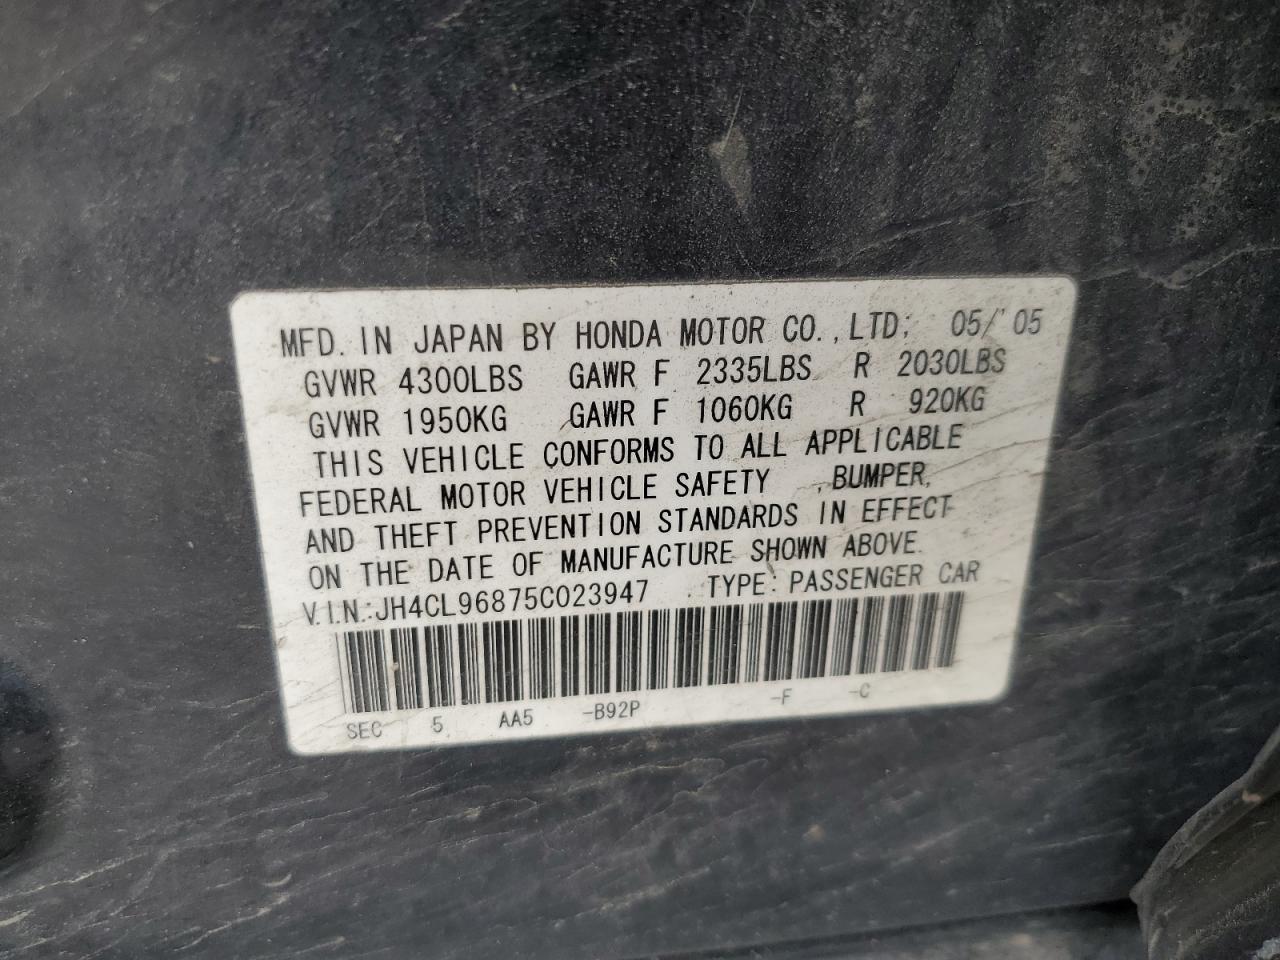 MFD. IN JAPAN BY HONDA MOTOR CO.,LTD; 05/'05
GVWR 4300LBS GAWR F 2335LBS R 2030LBS
GVWR 1950KG GAWR F 1060KG R 920KG
THIS VEHICLE CONFORMS TO ALL APPLICABLE
FEDERAL MOTOR VEHICLE SAFETY ,BUMPER,
AND THEFT PREVENTION STANDARDS IN EFFECT
ON THE DATE OF MANUFACTURE SHOWN ABOVE.
V.I.N.:JH4CL96875C023947 TYPE: PASSENGER CAR
SEC 5 AA5 -B92P -F -C